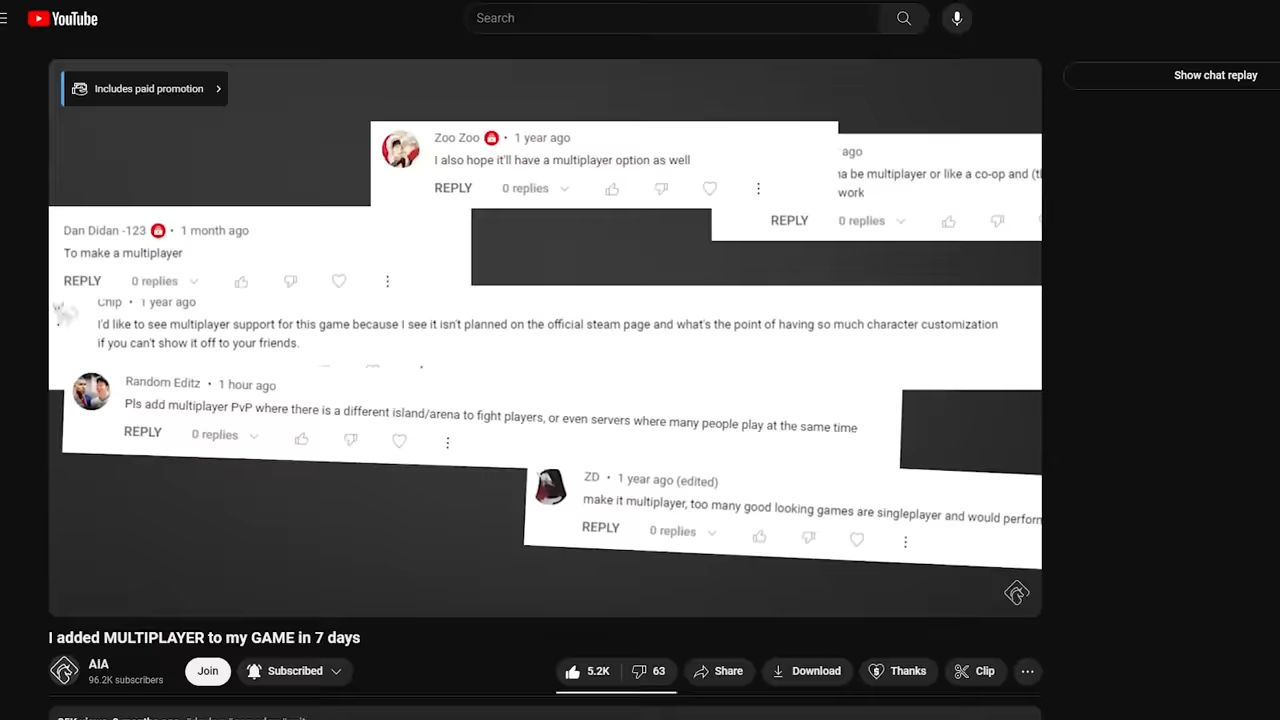 YouTube
Search
Includes paid promotion
Show chat replay
Zoo Zoo • 1 year ago
I also hope it'll have a multiplayer option as well
REPLY 0 replies
ago
be multiplayer or like a co-op and
work
REPLY 0 replies
Dan Didan -123 • 1 month ago
To make a multiplayer
REPLY 0 replies
Chip • 1 year ago
I'd like to see multiplayer support for this game because I see it isn't planned on the official steam page and what's the point of having so much character customization
if you can't show it off to your friends.
Random Editz • 1 hour ago
Pls add multiplayer PvP where there is a different island/arena to fight players, or even servers where many people play at the same time
REPLY 0 replies
ZD • 1 year ago (edited)
make it multiplayer, too many good looking games are singleplayer and would
REPLY 0 replies
I added MULTIPLAYER to my GAME in 7 days
AIA
96.2K subscribers
Join
Subscribed
5.2K
63
Share
Download
Thanks
Clip